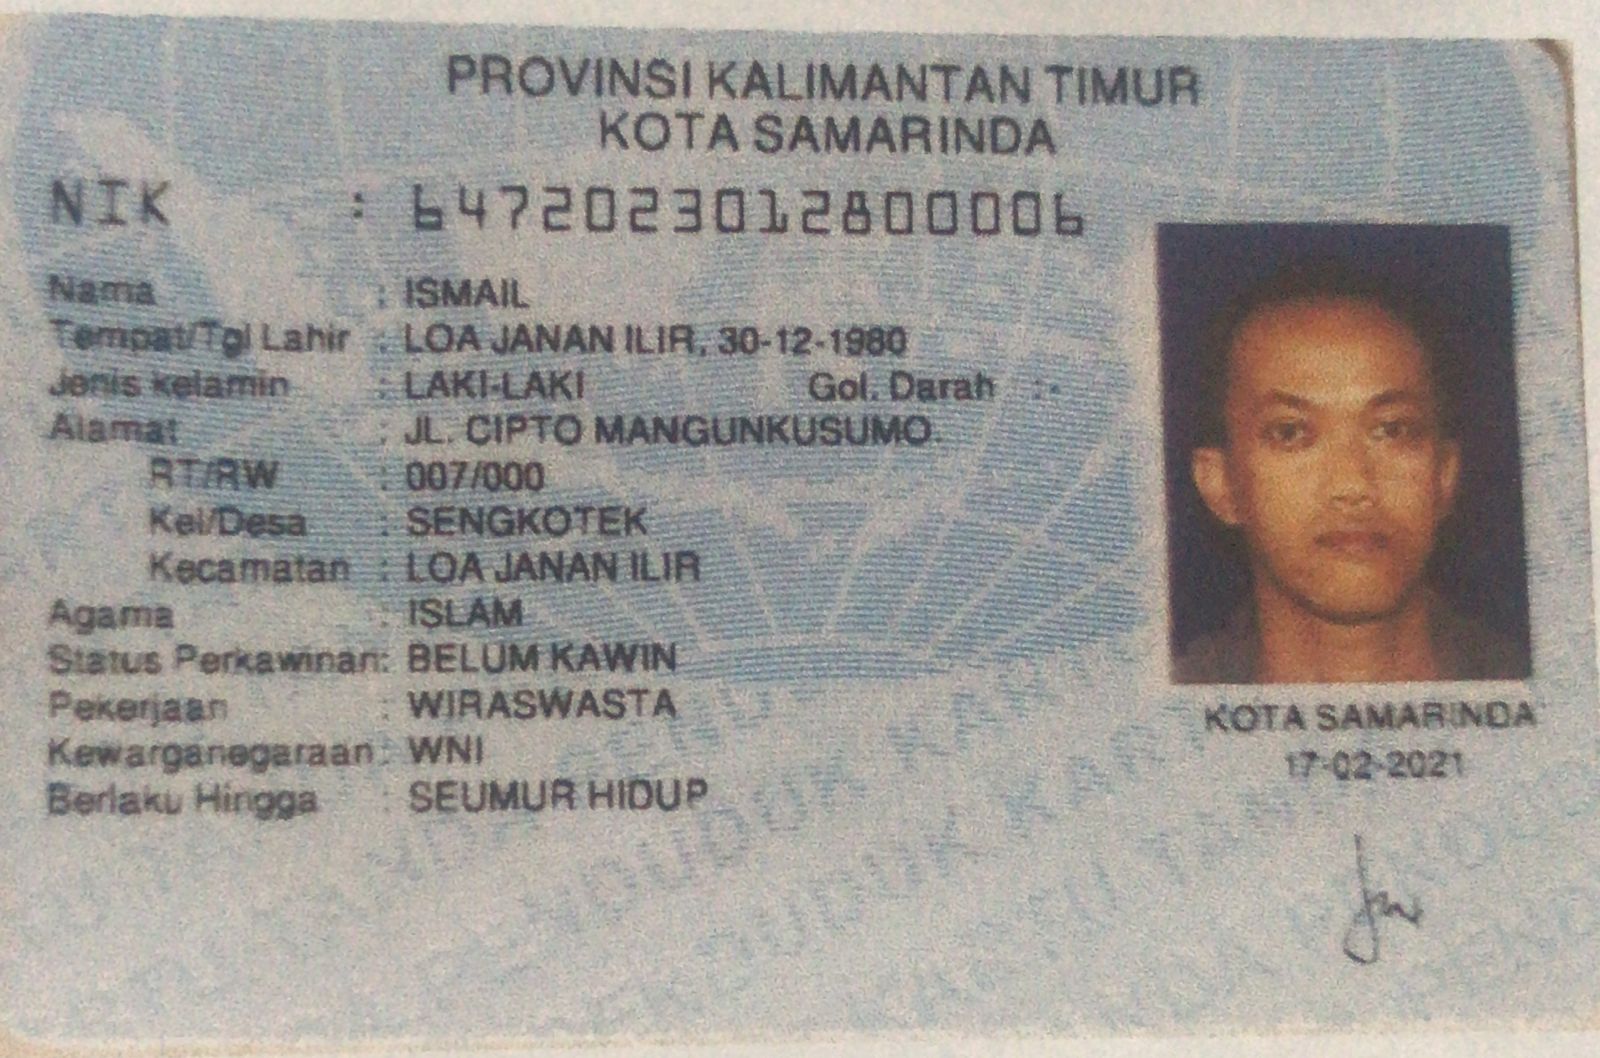 PROVINSI KALIMANTAN TIMUR
KOTA SAMARINDA
NIK : 6472023012800006
Nama : ISMAIL
Tempat/Tgl Lahir : LOA JANAN ILIR, 30-12-1980
Jenis kelamin : LAKI-LAKI Gol. Darah : -
Alamat : JL. CIPTO MANGUNKUSUMO.
RT/RW : 007/000
Kel/Desa : SENGKOTEK
Kecamatan : LOA JANAN ILIR
Agama : ISLAM
Status Perkawinan: BELUM KAWIN
Pekerjaan : WIRASWASTA
Kewarganegaraan: WNI
Berlaku Hingga : SEUMUR HIDUP
KOTA SAMARINDA
17-02-2021